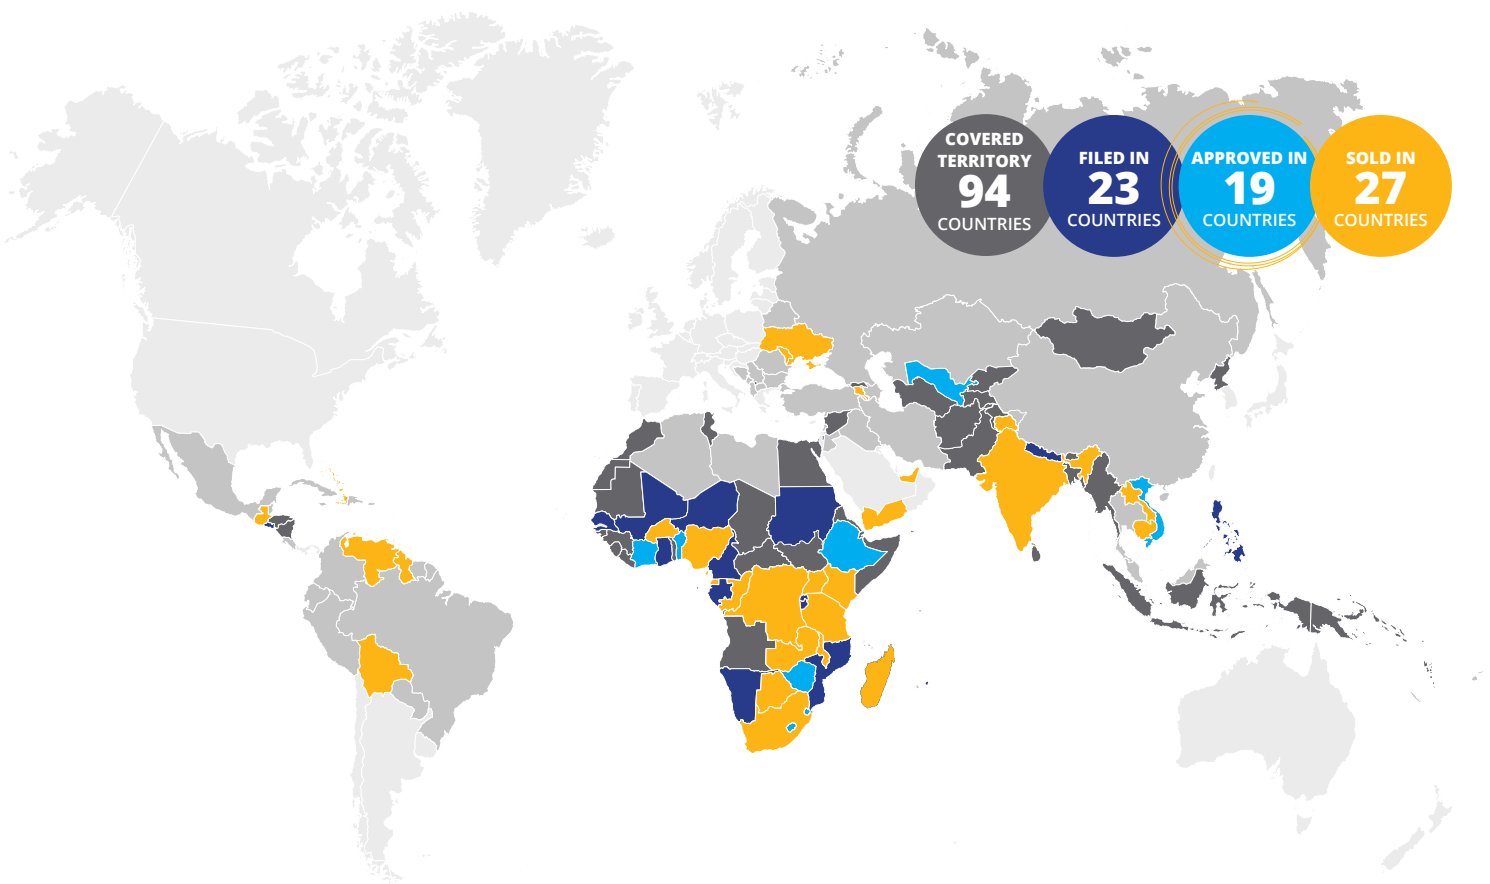 COVERED
TERRITORY
94
COUNTRIES
FILED IN
23
COUNTRIES
APPROVED IN
19
COUNTRIES
SOLD IN
27
COUNTRIES